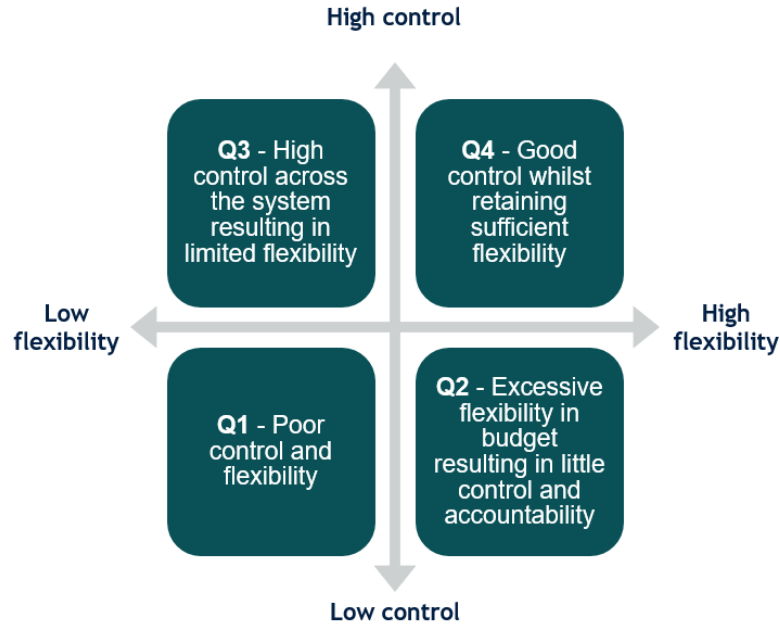 High control
Q3 - High
control across
the system
resulting in
limited flexibility
Q4 - Good
control whilst
retaining
sufficient
flexibility
Low
flexibility
High
flexibility
Q1 - Poor
control and
flexibility
Q2 - Excessive
flexibility in
budget
resulting in little
control and
accountability
Low control